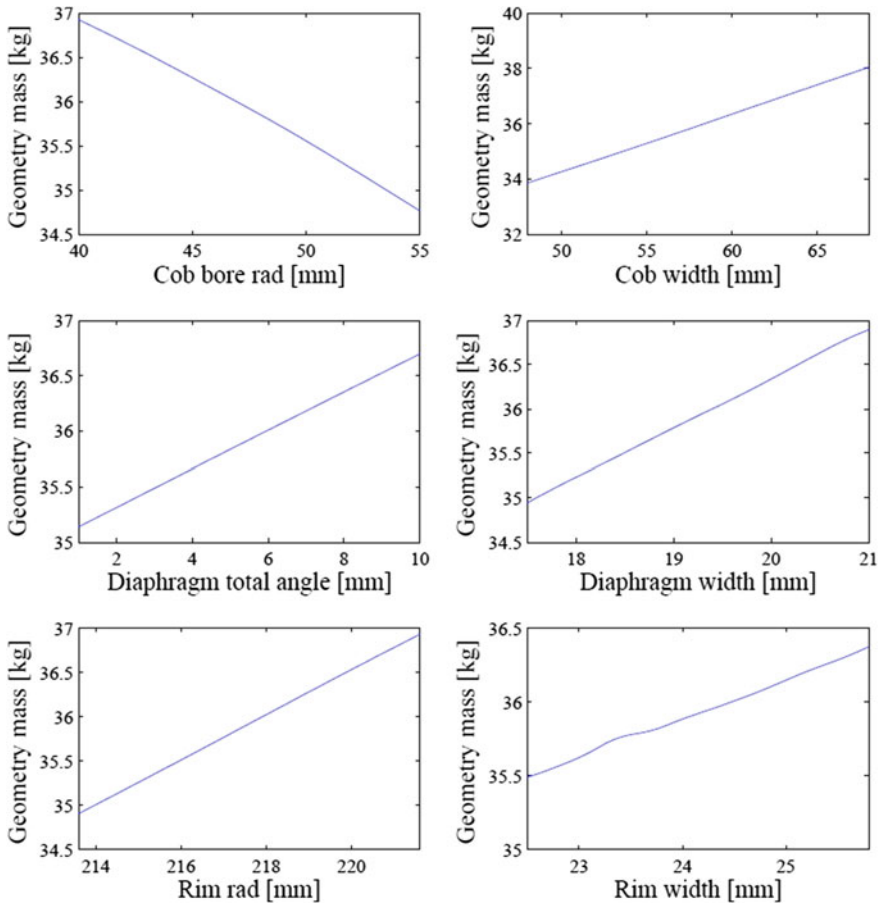 Geometry mass [kg]
37
36.5
36
35.5
35
34.5
40 45 50 55
Cob bore rad [mm]
Geometry mass [kg]
40
38
36
34
32
50 55 60 65
Cob width [mm]
Geometry mass [kg]
37
36.5
36
35.5
35
2 4 6 8 10
Diaphragm total angle [mm]
Geometry mass [kg]
37
36.5
36
35.5
35
34.5
18 19 20 21
Diaphragm width [mm]
Geometry mass [kg]
37
36.5
36
35.5
35
34.5
214 216 218 220
Rim rad [mm]
Geometry mass [kg]
36.5
36
35.5
35
23 24 25
Rim width [mm]